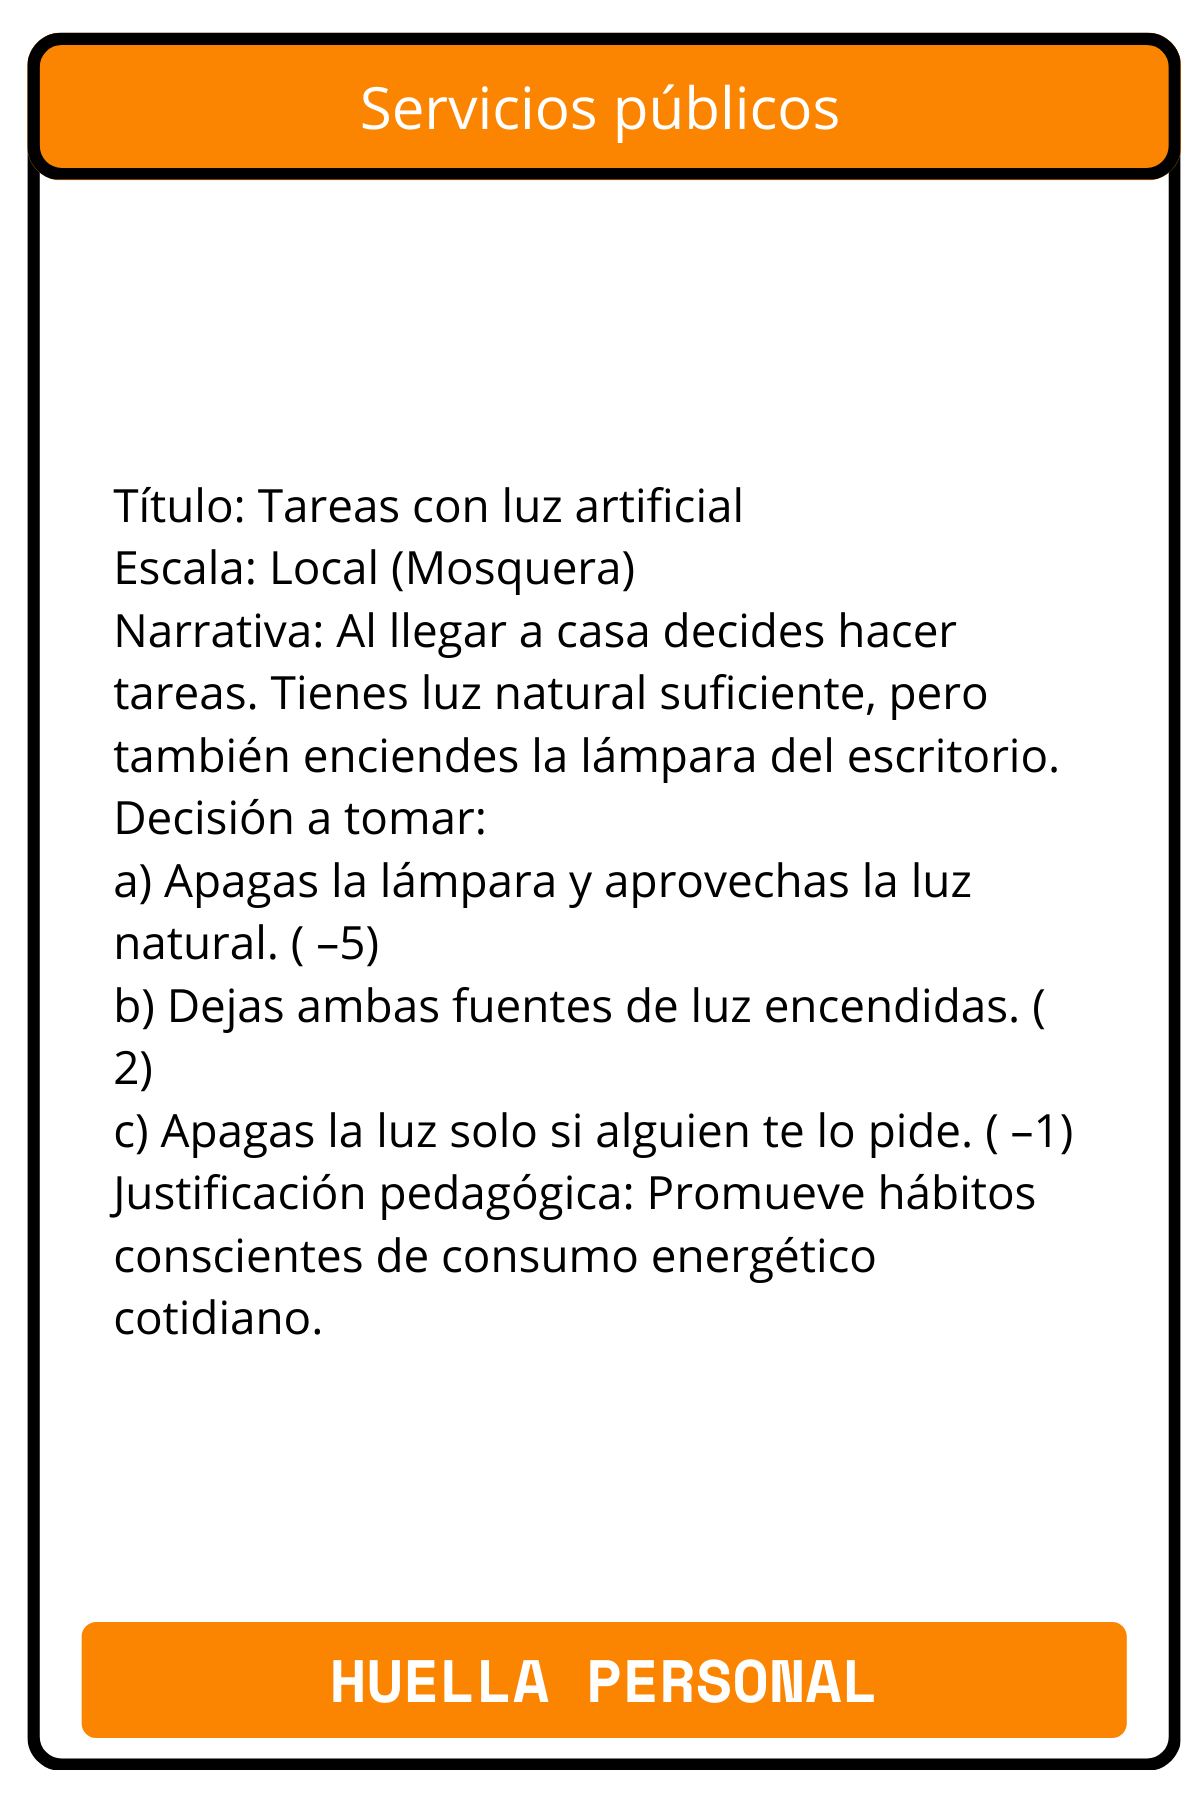 Servicios públicos
Título: Tareas con luz artificial
Escala: Local (Mosquera)
Narrativa: Al llegar a casa decides hacer
tareas. Tienes luz natural suficiente, pero
también enciendes la lámpara del escritorio.
Decisión a tomar:
a) Apagas la lámpara y aprovechas la luz
natural. ( –5)
b) Dejas ambas fuentes de luz encendidas. (
2)
c) Apagas la luz solo si alguien te lo pide. ( –1)
Justificación pedagógica: Promueve hábitos
conscientes de consumo energético
cotidiano.
HUELLA PERSONAL